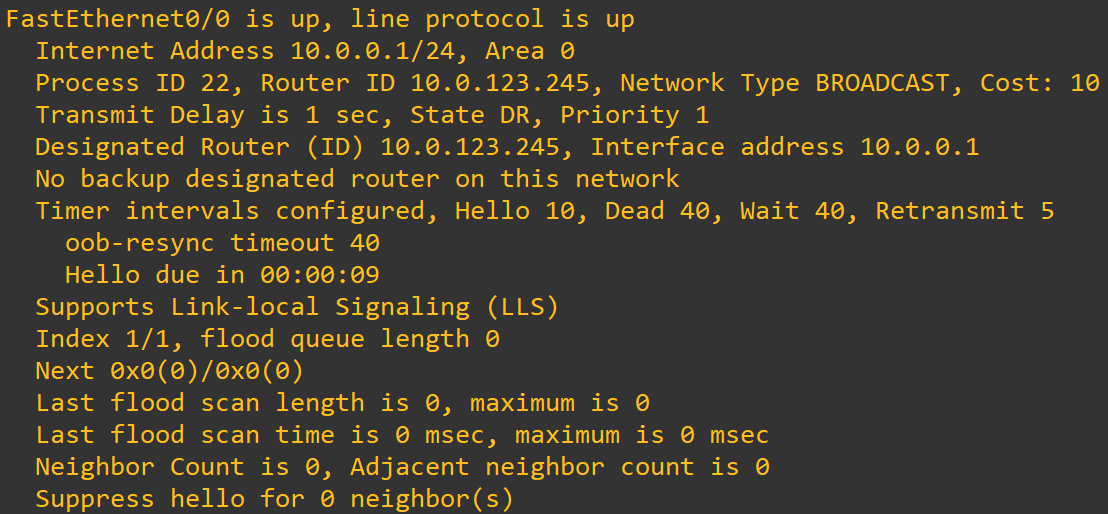 FastEthernet0/0 is up, line protocol is up
Internet Address 10.0.0.1/24, Area 0
Process ID 22, Router ID 10.0.123.245, Network Type BROADCAST, Cost: 10
Transmit Delay is 1 sec, State DR, Priority 1
Designated Router (ID) 10.0.123.245, Interface address 10.0.0.1
No backup designated router on this network
Timer intervals configured, Hello 10, Dead 40, Wait 40, Retransmit 5
oob-resync timeout 40
Hello due in 00:00:09
Supports Link-local Signaling (LLS)
Index 1/1, flood queue length 0
Next 0x0(0)/0x0(0)
Last flood scan length is 0, maximum is 0
Last flood scan time is 0 msec, maximum is 0 msec
Neighbor Count is 0, Adjacent neighbor count is 0
Suppress hello for 0 neighbor(s)